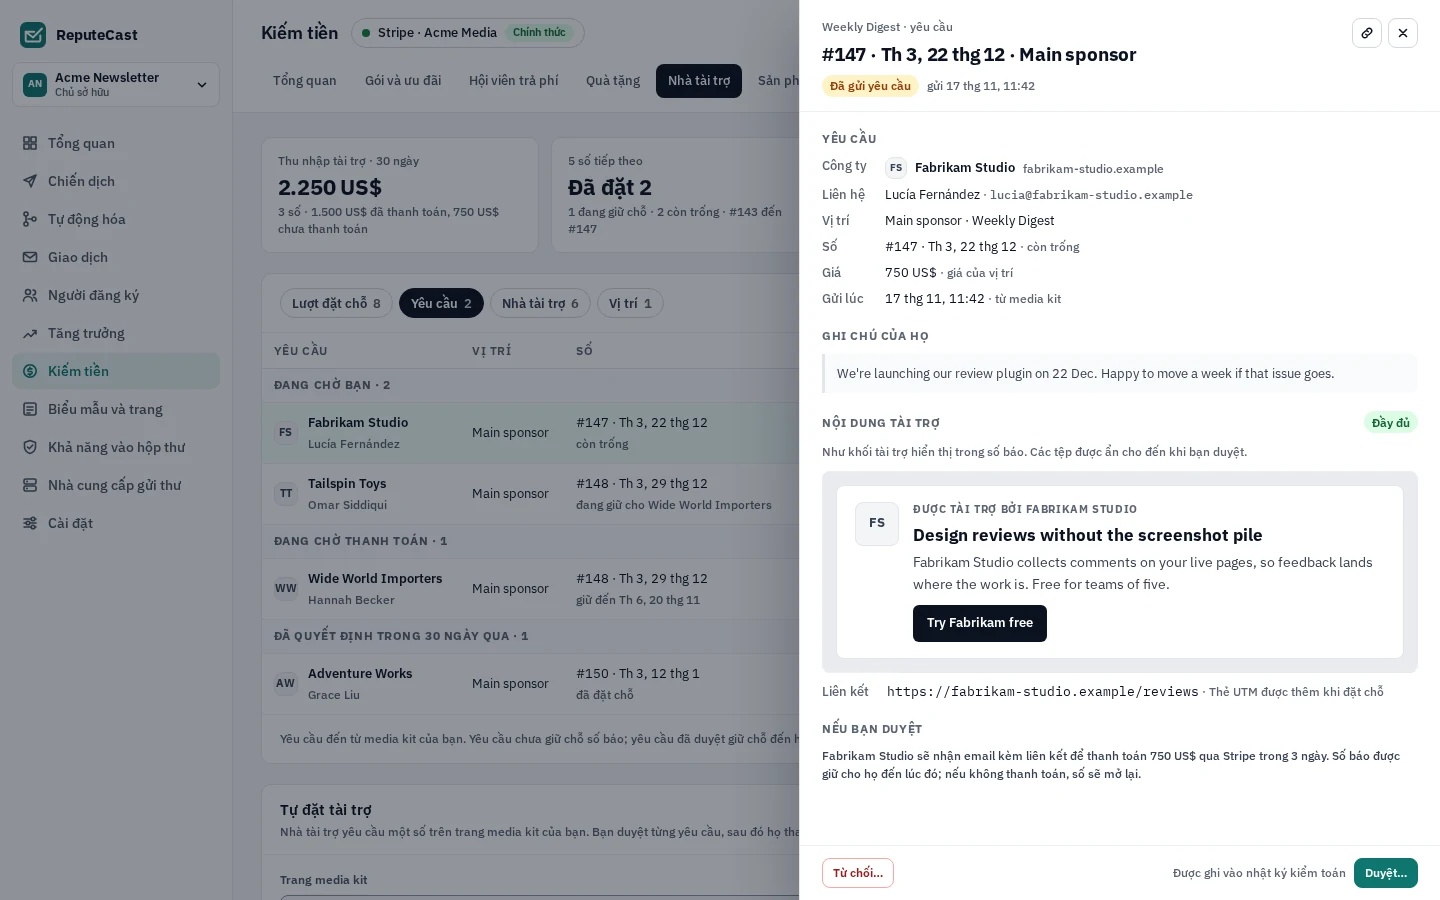 ReputeCast
AN
Acme Newsletter
Chủ sở hữu
Tổng quan
Chiến dịch
Tự động hóa
Giao dịch
Người đăng ký
Tăng trưởng
Kiếm tiền
Biểu mẫu và trang
Khả năng vào hộp thư
Nhà cung cấp gửi thư
Cài đặt
Kiếm tiền
Stripe · Acme Media Chính thức
Tổng quan Gói và ưu đãi Hội viên trả phí Quà tặng Nhà tài trợ Sản ph
Thu nhập tài trợ · 30 ngày
2.250 US$
3 số · 1.500 US$ đã thanh toán, 750 US$
chưa thanh toán
5 số tiếp theo
Đã đặt 2
1 đang giữ chỗ · 2 còn trống · #143 đến
#147
Lượt đặt chỗ 8 Yêu cầu 2 Nhà tài trợ 6 Vị trí 1
YÊU CẦU VỊ TRÍ SỐ
ĐANG CHỜ BẠN · 2
FS Fabrikam Studio Main sponsor #147 · Th 3, 22 thg 12
Lucía Fernández còn trống
TT Tailspin Toys Main sponsor #148 · Th 3, 29 thg 12
Omar Siddiqui đang giữ cho Wide World Importers
ĐANG CHỜ THANH TOÁN · 1
WW Wide World Importers Main sponsor #148 · Th 3, 29 thg 12
Hannah Becker giữ đến Th 6, 20 thg 11
ĐÃ QUYẾT ĐỊNH TRONG 30 NGÀY QUA · 1
AW Adventure Works Main sponsor #150 · Th 3, 12 thg 1
Grace Liu đã đặt chỗ
Yêu cầu đến từ media kit của bạn. Yêu cầu chưa giữ chỗ số báo; yêu cầu đã duyệt giữ chỗ đến h
Tự đặt tài trợ
Nhà tài trợ yêu cầu một số trên trang media kit của bạn. Bạn duyệt từng yêu cầu, sau đó họ tha
Trang media kit
Weekly Digest · yêu cầu
#147 · Th 3, 22 thg 12 · Main sponsor
Đã gửi yêu cầu gửi 17 thg 11, 11:42
YÊU CẦU
Công ty FS Fabrikam Studio fabrikam-studio.example
Liên hệ Lucía Fernández · lucia@fabrikam-studio.example
Vị trí Main sponsor · Weekly Digest
Số #147 · Th 3, 22 thg 12 · còn trống
Giá 750 US$ · giá của vị trí
Gửi lúc 17 thg 11, 11:42 · từ media kit
GHI CHÚ CỦA HỌ
We're launching our review plugin on 22 Dec. Happy to move a week if that issue goes.
NỘI DUNG TÀI TRỢ Đầy đủ
Như khối tài trợ hiển thị trong số báo. Các tệp được ẩn cho đến khi bạn duyệt.
FS
ĐƯỢC TÀI TRỢ BỞI FABRIKAM STUDIO
Design reviews without the screenshot pile
Fabrikam Studio collects comments on your live pages, so feedback lands
where the work is. Free for teams of five.
Try Fabrikam free
Liên kết https://fabrikam-studio.example/reviews · Thẻ UTM được thêm khi đặt chỗ
NẾU BẠN DUYỆT
Fabrikam Studio sẽ nhận email kèm liên kết để thanh toán 750 US$ qua Stripe trong 3 ngày. Số báo được
giữ cho họ đến lúc đó; nếu không thanh toán, số sẽ mở lại.
Từ chối... Được ghi vào nhật ký kiểm toán Duyệt...